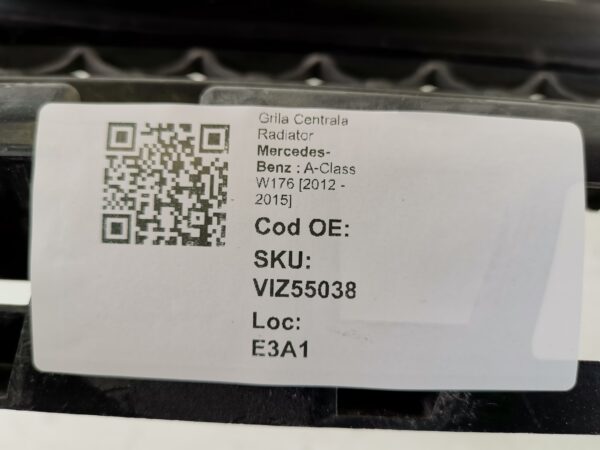 Grila Centrala
Radiator
Mercedes-
Benz : A-Class
W176 [2012 -
2015]
Cod OE:
SKU:
VIZ55038
Loc:
E3A1